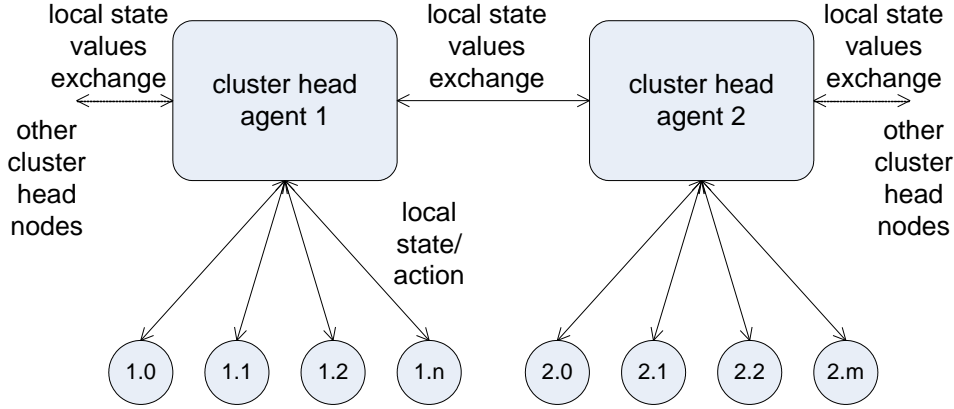 local state
values
exchange
cluster head
agent 1
local state
values
exchange
cluster head
agent 2
local state
values
exchange
other
cluster
head
nodes
other
cluster
head
nodes
local
state/
action
1.0
1.1
1.2
1.n
2.0
2.1
2.2
2.m